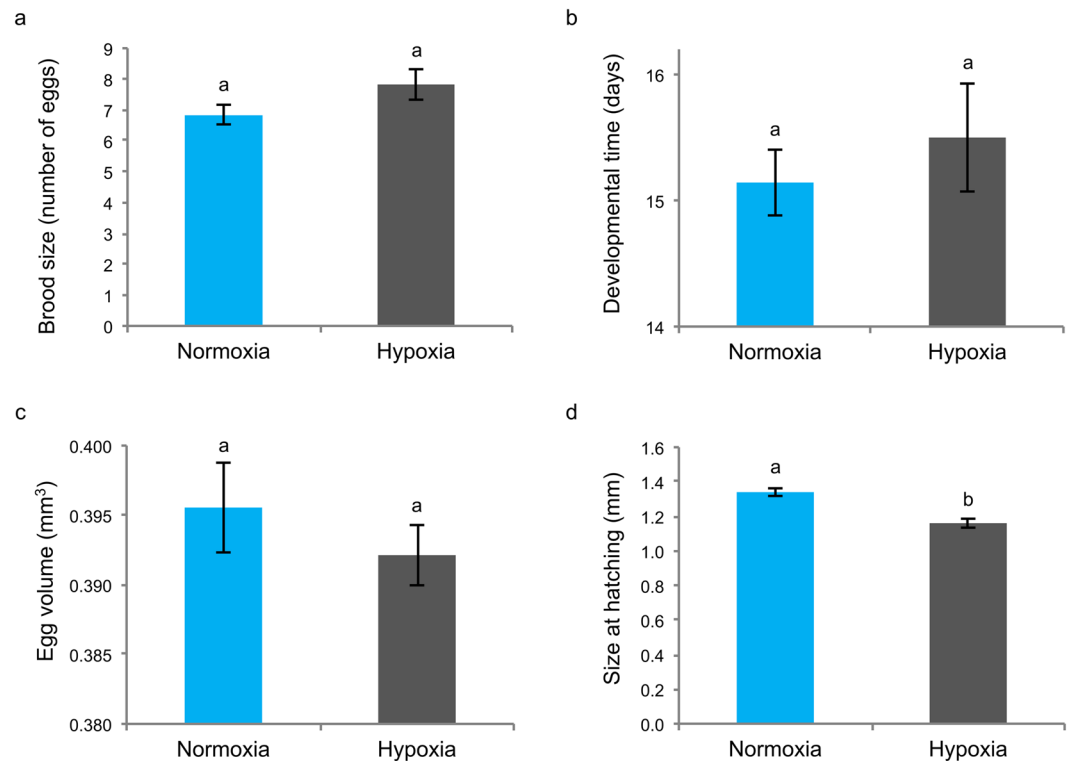 a
Brood size (number of eggs)
9
8
7
6
5
4
3
2
1
0
a
a
Normoxia
Hypoxia
b
Developmental time (days)
16
15
14
a
a
Normoxia
Hypoxia
c
Egg volume (mm³)
0.400
0.395
0.390
0.385
0.380
a
a
Normoxia
Hypoxia
d
Size at hatching (mm)
1.6
1.4
1.2
1.0
0.8
0.6
0.4
0.2
0.0
a
b
Normoxia
Hypoxia